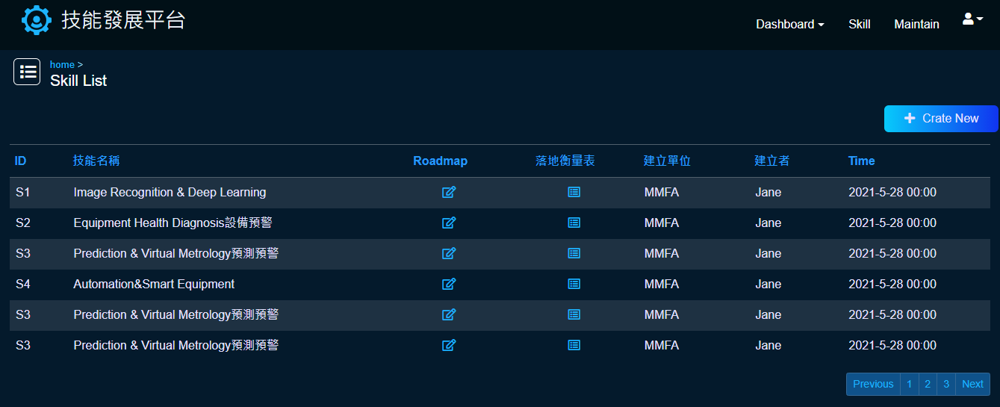 技能發展平台
Dashboard Skill Maintain
home >
Skill List
Crate New
ID 技能名稱 Roadmap 落地衡量表 建立單位 建立者 Time
S1 Image Recognition & Deep Learning MMFA Jane 2021-5-28 00:00
S2 Equipment Health Diagnosis設備預警 MMFA Jane 2021-5-28 00:00
S3 Prediction & Virtual Metrology預測預警 MMFA Jane 2021-5-28 00:00
S4 Automation&Smart Equipment MMFA Jane 2021-5-28 00:00
S3 Prediction & Virtual Metrology預測預警 MMFA Jane 2021-5-28 00:00
S3 Prediction & Virtual Metrology預測預警 MMFA Jane 2021-5-28 00:00
Previous 1 2 3 Next